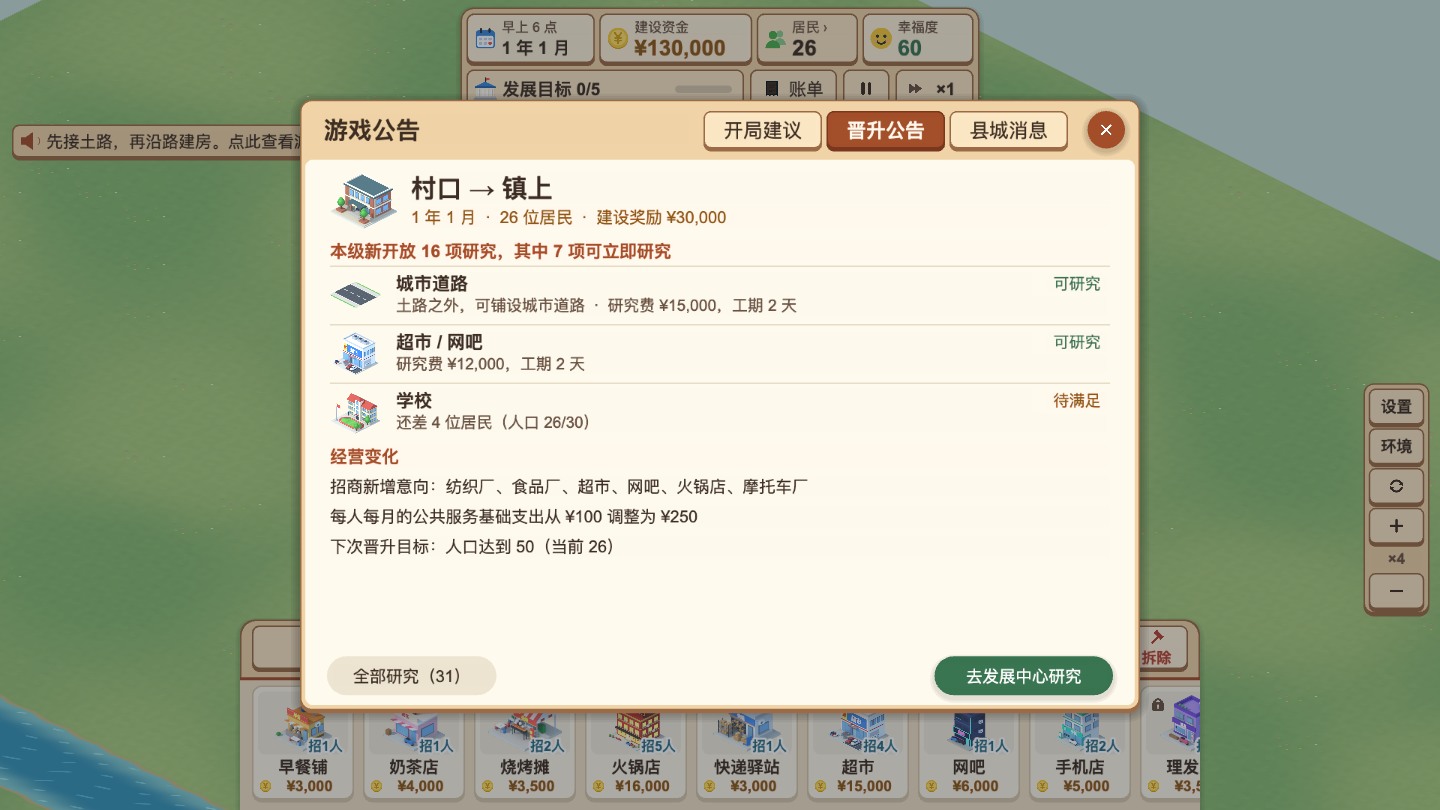 早上 6 点
1 年 1 月
建设资金
¥130,000
居民 ›
26
幸福度
60
发展目标 0/5
账单
×1
先接土路，再沿路建房。点此查看
游戏公告
开局建议
晋升公告
县城消息
村口 → 镇上
1 年 1 月 · 26 位居民 · 建设奖励 ¥30,000
本级新开放 16 项研究，其中 7 项可立即研究
城市道路
可研究
土路之外，可铺设城市道路 · 研究费 ¥15,000，工期 2 天
超市 / 网吧
可研究
研究费 ¥12,000，工期 2 天
学校
待满足
还差 4 位居民（人口 26/30）
经营变化
招商新增意向：纺织厂、食品厂、超市、网吧、火锅店、摩托车厂
每人每月的公共服务基础支出从 ¥100 调整为 ¥250
下次晋升目标：人口达到 50（当前 26）
全部研究（31）
去发展中心研究
设置
环境
+
×4
−
拆除
招1人
早餐铺
¥3,000
招1人
奶茶店
¥4,000
招2人
烧烤摊
¥3,500
招5人
火锅店
¥16,000
招1人
快递驿站
¥3,000
招4人
超市
¥15,000
招1人
网吧
¥6,000
招2人
手机店
¥5,000
理发
¥3,5